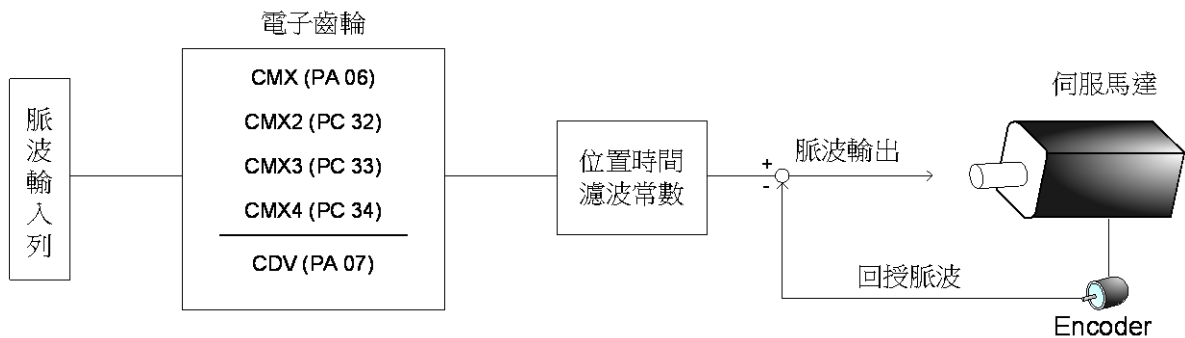 電子齒輪
脈波輸入列
CMX (PA 06)
CMX2 (PC 32)
CMX3 (PC 33)
CMX4 (PC 34)
CDV (PA 07)
位置時間
濾波常數
+
-
脈波輸出
伺服馬達
回授脈波
Encoder